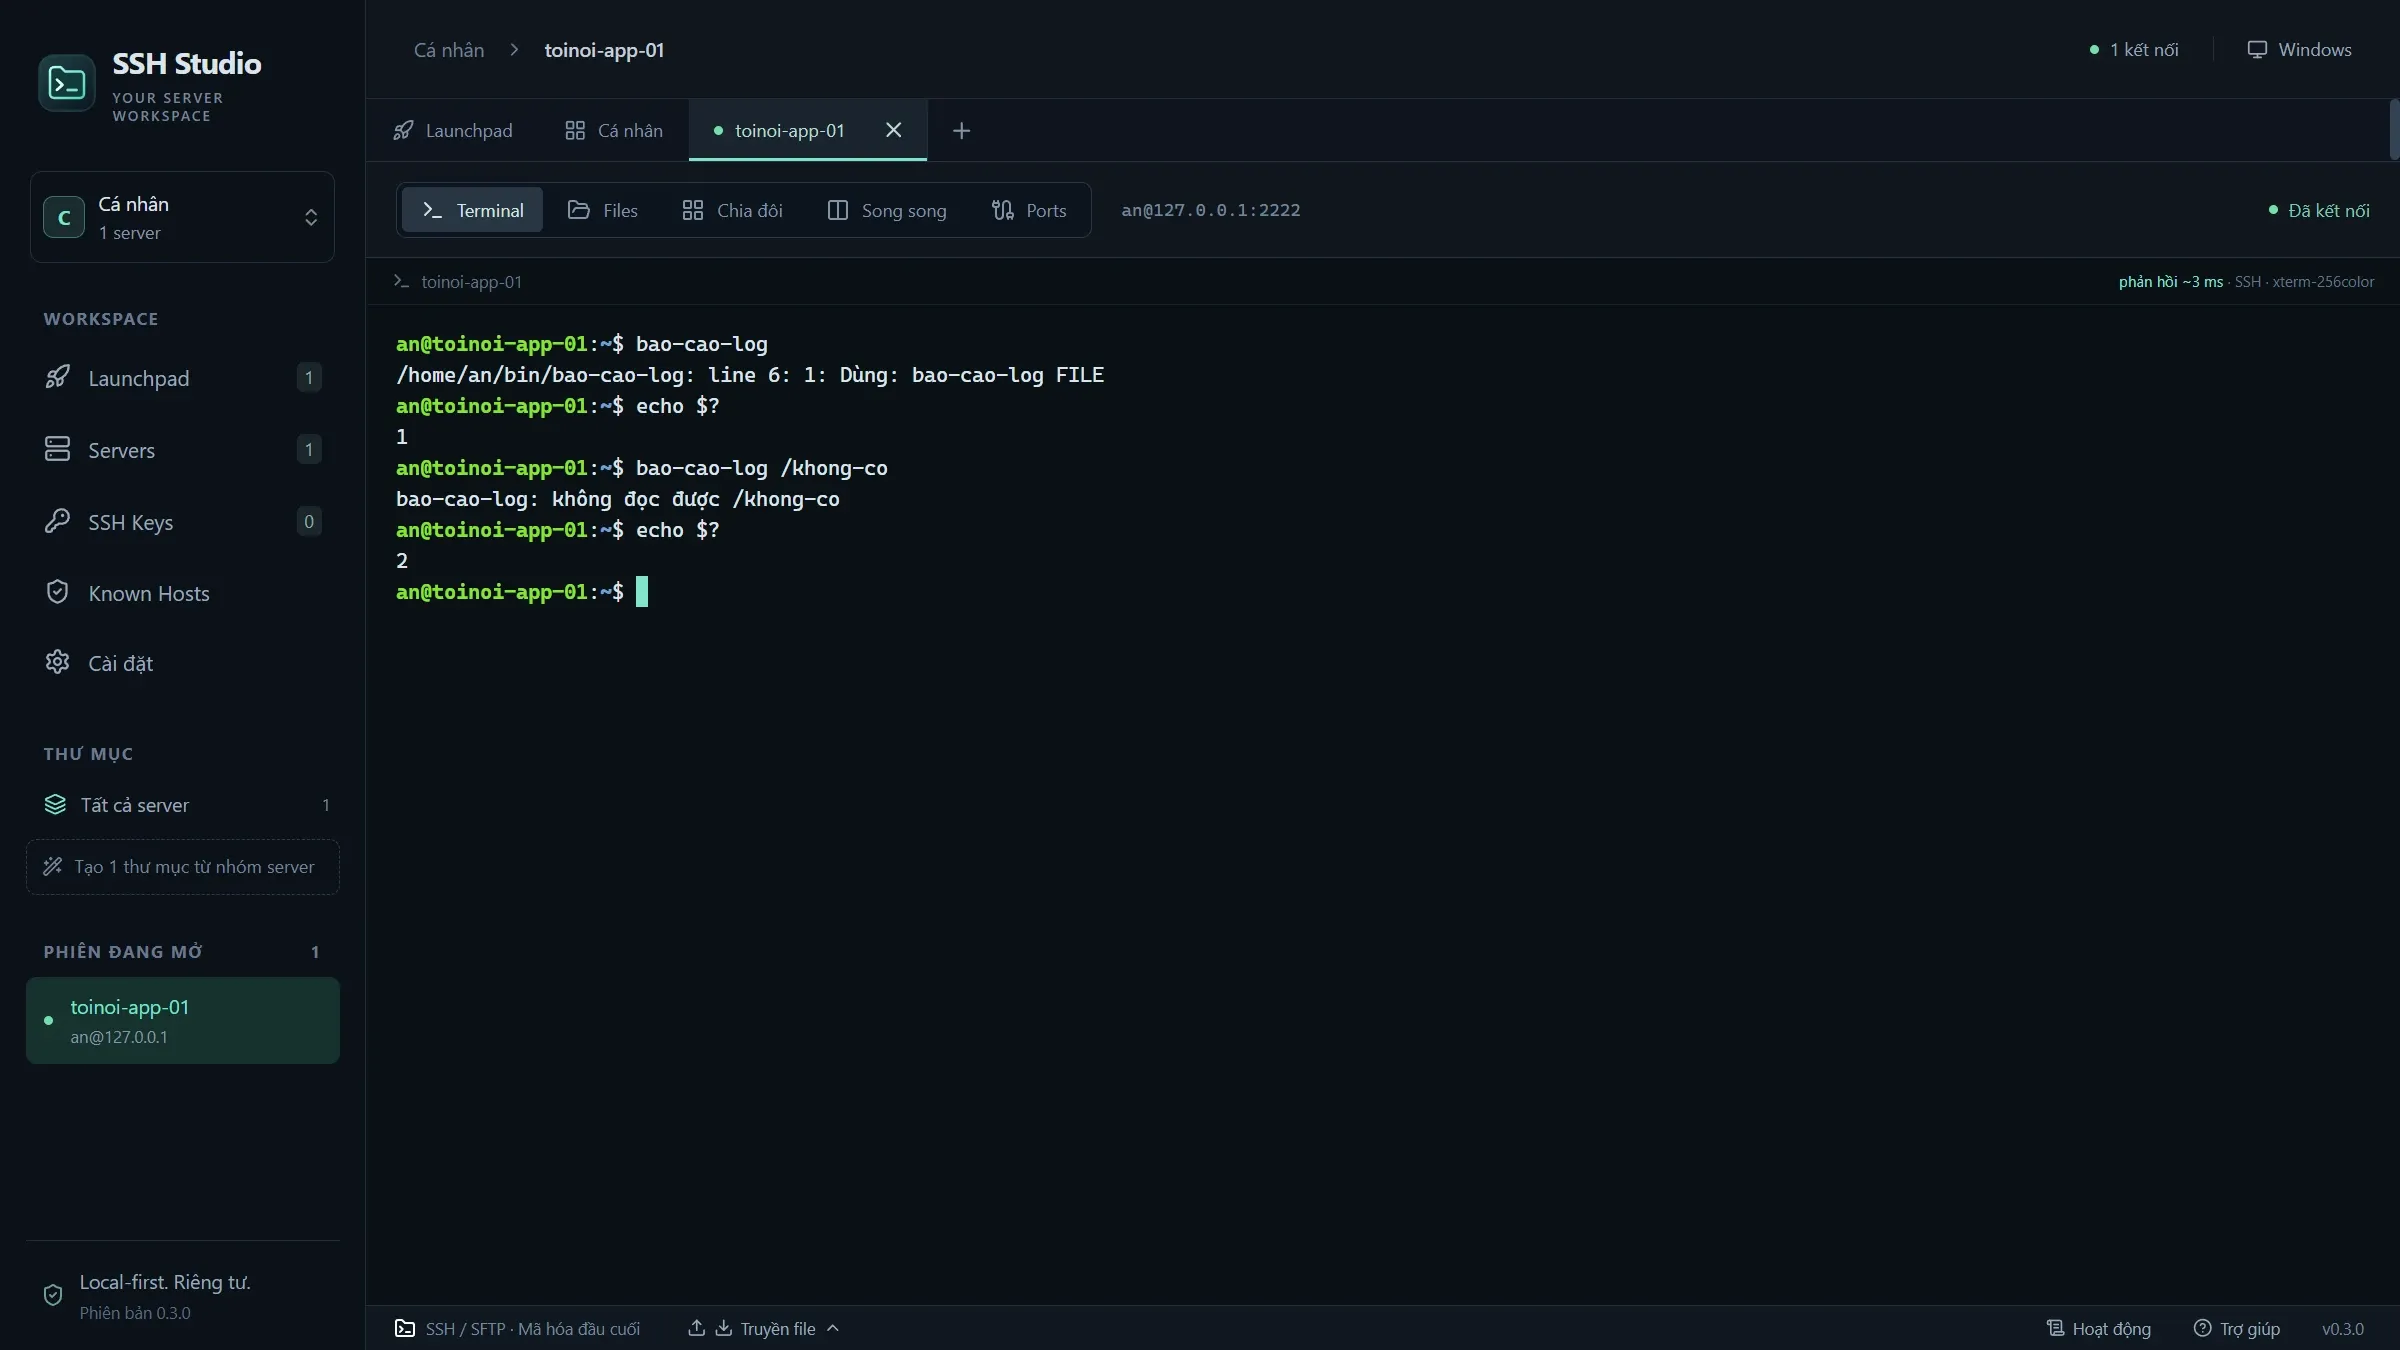 SSH Studio
YOUR SERVER
WORKSPACE
C
Cá nhân
1 server
WORKSPACE
Launchpad 1
Servers 1
SSH Keys 0
Known Hosts
Cài đặt
THƯ MỤC
Tất cả server 1
Tạo 1 thư mục từ nhóm server
PHIÊN ĐANG MỞ 1
toinoi-app-01
an@127.0.0.1
Local-first. Riêng tư.
Phiên bản 0.3.0
Cá nhân > toinoi-app-01
1 kết nối
Windows
Launchpad
Cá nhân
toinoi-app-01
Terminal
Files
Chia đôi
Song song
Ports
an@127.0.0.1:2222
Đã kết nối
toinoi-app-01
phản hồi ~3 ms · SSH · xterm-256color
an@toinoi-app-01:~$ bao-cao-log
/home/an/bin/bao-cao-log: line 6: 1: Dùng: bao-cao-log FILE
an@toinoi-app-01:~$ echo $?
1
an@toinoi-app-01:~$ bao-cao-log /khong-co
bao-cao-log: không đọc được /khong-co
an@toinoi-app-01:~$ echo $?
2
an@toinoi-app-01:~$
SSH / SFTP · Mã hóa đầu cuối
Truyền file
Hoạt động
Trợ giúp
v0.3.0